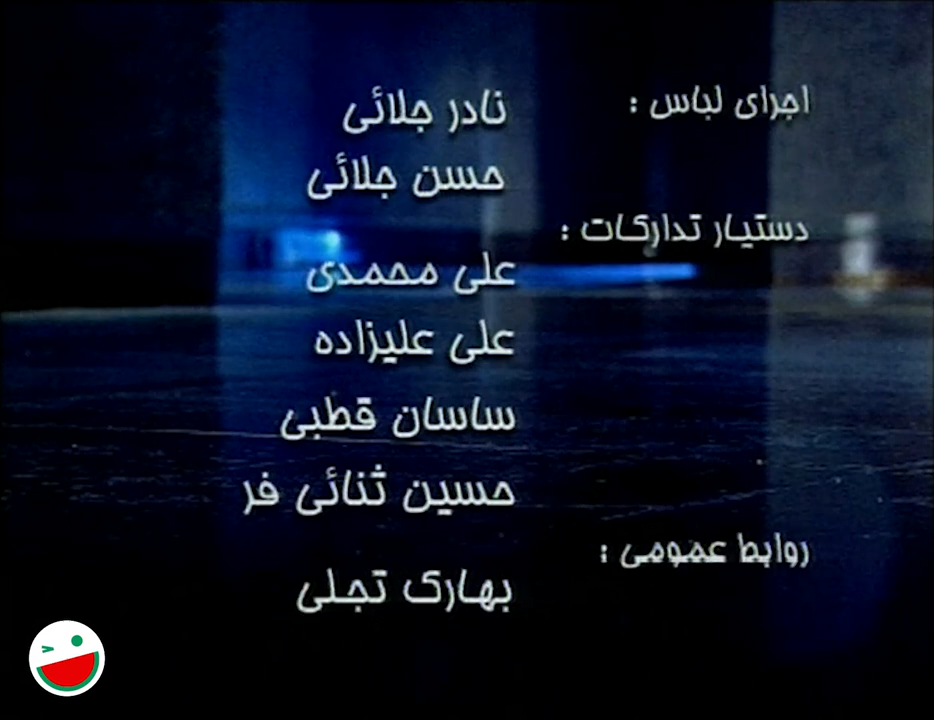 اجرای لباس :
نادر جلائی
حسن جلائی
دستیار تدارکات :
علی محمدی
علی علیزاده
ساسان قطبی
حسین ثنائی فر
روابط عمومی :
بهارک تجلی